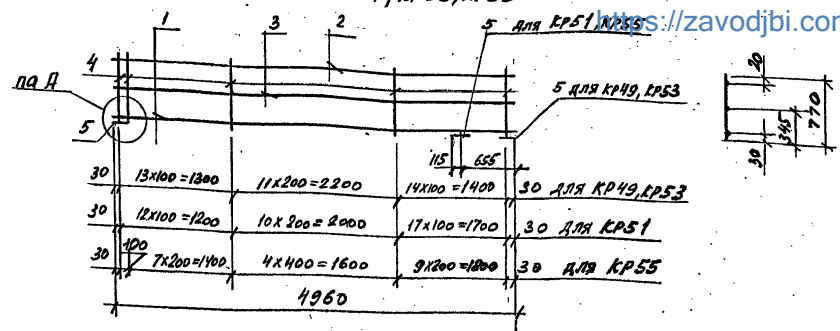 https://zavodjbi.com
1
3
2
5 для КР51, КР55
4
по Д
5 для КР49, КР53
5
115
655
20
770
345
30
30 13х100=1300 11х200=2200 14х100=1400 30 для КР49, КР53
30 12х100=1200 10х200=2000 17х100=1700 30 для КР51
100
30 7х200=1400 4х400=1600 9х200=1800 30 для КР55
4960